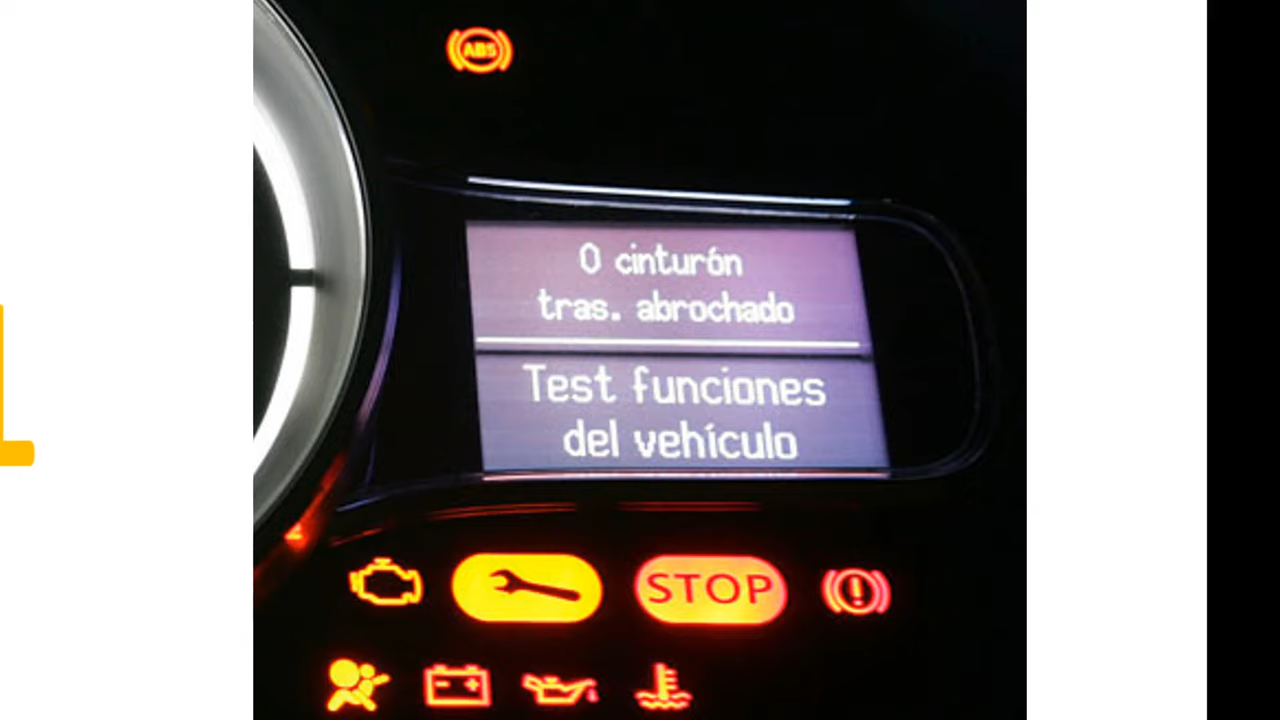 ABS
0 cinturón
tras. abrochado
Test funciones
del vehículo
STOP